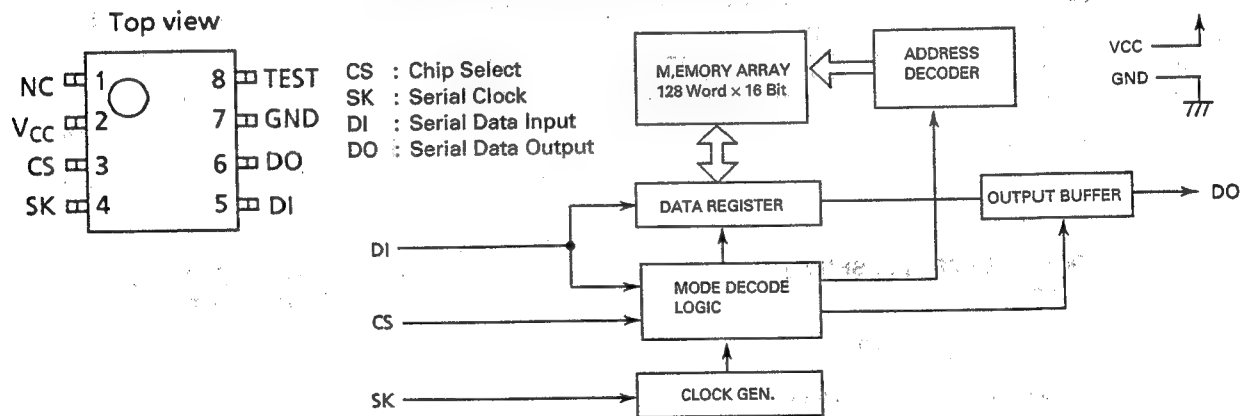 Top view
NC 1 8 TEST
VCC 2 7 GND
CS 3 6 DO
SK 4 5 DI
CS : Chip Select
SK : Serial Clock
DI : Serial Data Input
DO : Serial Data Output
M,EMORY ARRAY
128 Word × 16 Bit
ADDRESS
DECODER
VCC
GND
DATA REGISTER
OUTPUT BUFFER
DO
DI
MODE DECODE
LOGIC
CS
SK
CLOCK GEN.